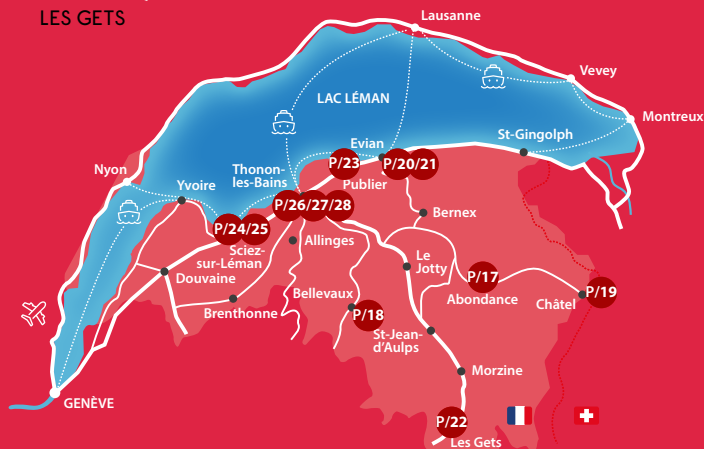 LES GETS
Lausanne
Vevey
LAC LÉMAN
Montreux
St-Gingolph
Evian
P/23
P/20/21
Nyon
Thonon-
les-Bains
Publier
Yvoire
P/26/27/28
Bernex
P/24/25
Allinges
Sciez-
sur-Léman
Le
Jotty
Douvaine
P/17
Abondance
P/19
Châtel
Bellevaux
Brenthonne
P/18
St-Jean-
d'Aulps
Morzine
GENÈVE
P/22
Les Gets